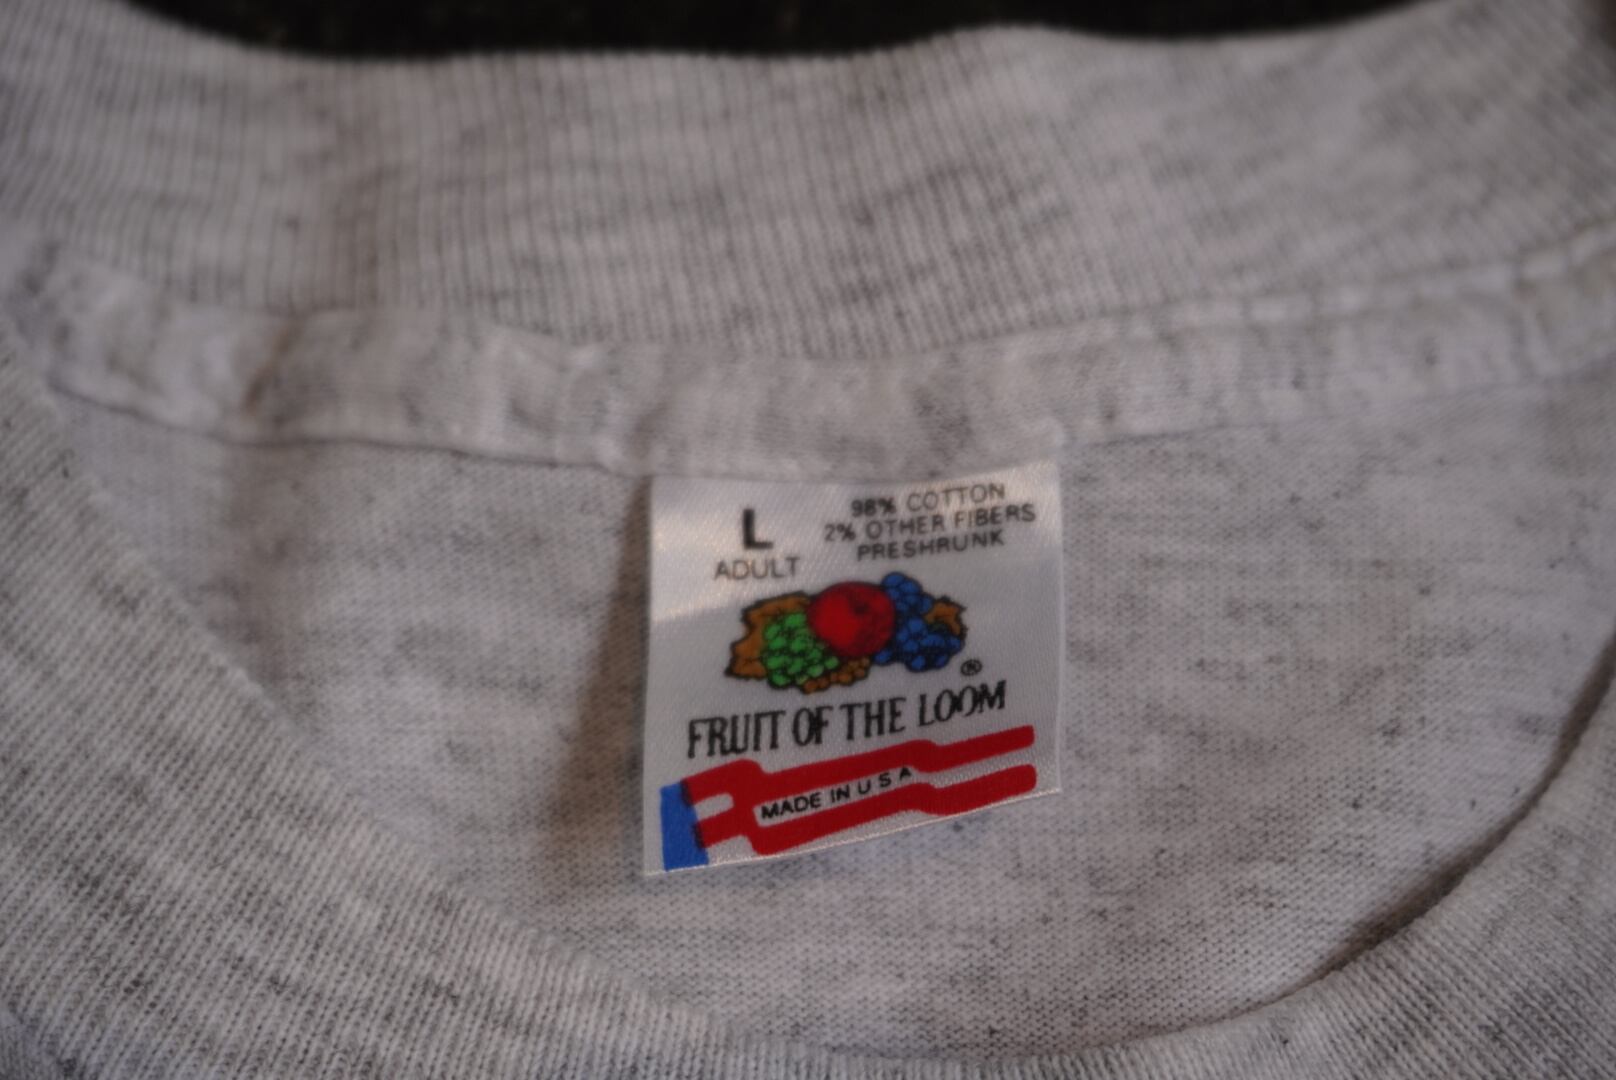 L
ADULT
98% COTTON
2% OTHER FIBERS
PRESHRUNK
®
FRUIT OF THE LOOM
MADE IN U S A